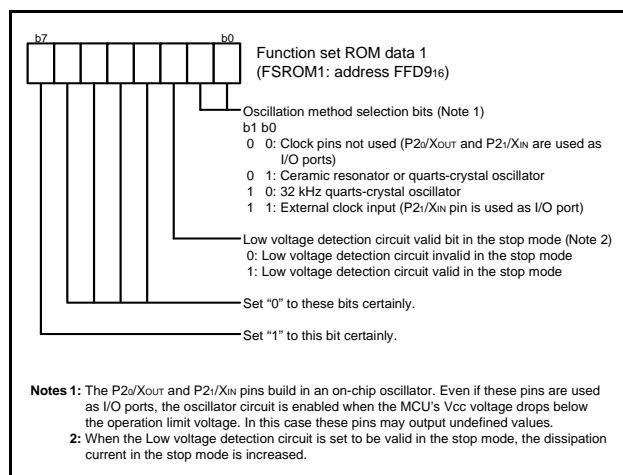 b7 b0
Function set ROM data 1
(FSROM1: address FFD916)
Oscillation method selection bits (Note 1)
b1 b0
0 0: Clock pins not used (P20/XOUT and P21/XIN are used as
I/O ports)
0 1: Ceramic resonator or quarts-crystal oscillator
1 0: 32 kHz quarts-crystal oscillator
1 1: External clock input (P21/XIN pin is used as I/O port)
Low voltage detection circuit valid bit in the stop mode (Note 2)
0: Low voltage detection circuit invalid in the stop mode
1: Low voltage detection circuit valid in the stop mode
Set “0” to these bits certainly.
Set “1” to this bit certainly.
Notes 1: The P20/XOUT and P21/XIN pins build in an on-chip oscillator. Even if these pins are used
as I/O ports, the oscillator circuit is enabled when the MCU’s Vcc voltage drops below
the operation limit voltage. In this case these pins may output undefined values.
2: When the Low voltage detection circuit is set to be valid in the stop mode, the dissipation
current in the stop mode is increased.